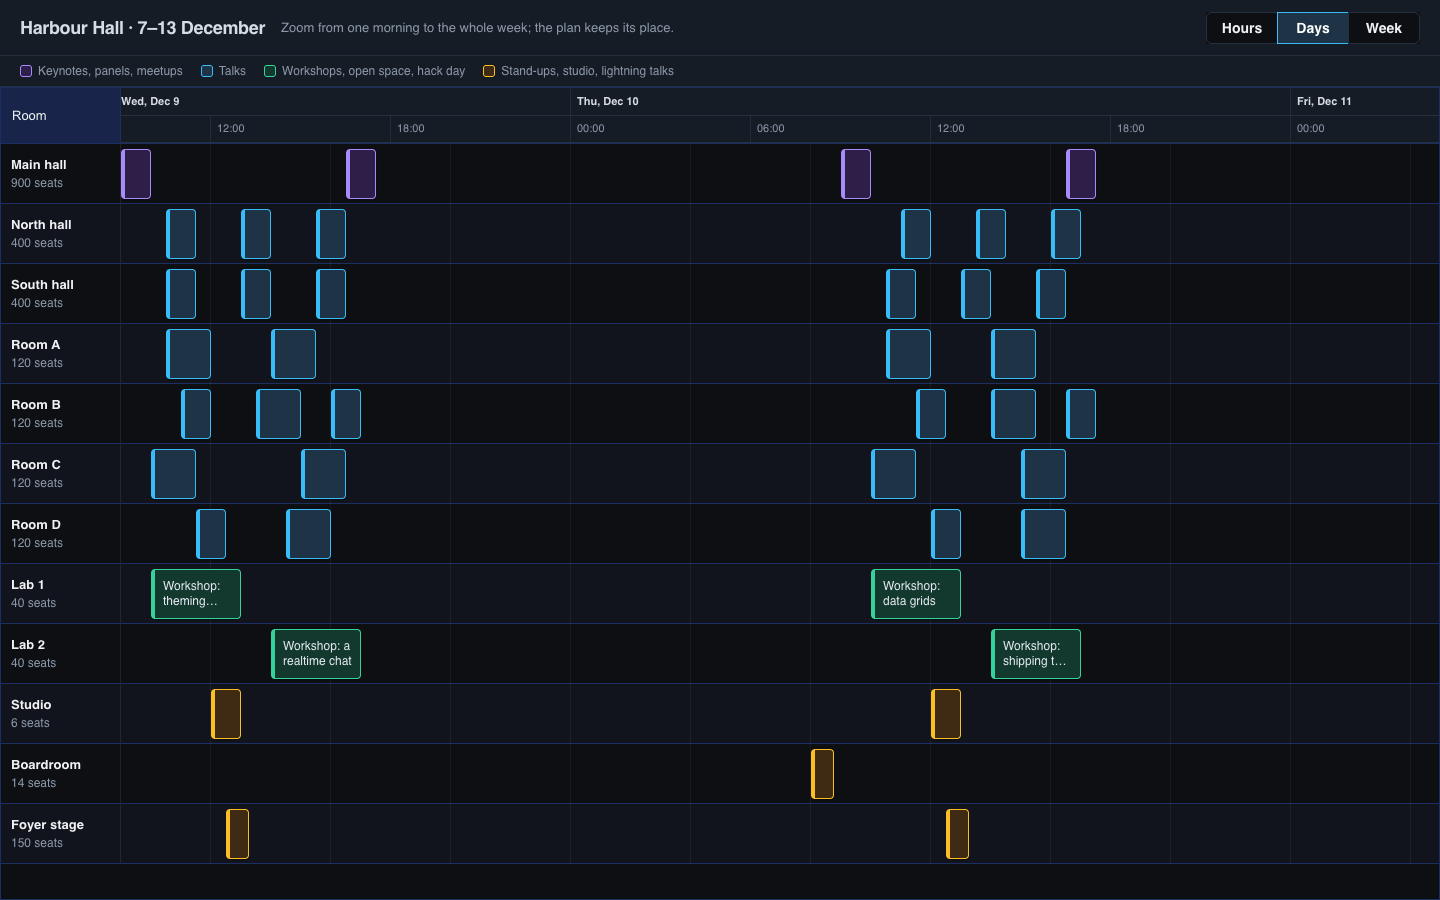 Harbour Hall · 7–13 December
Zoom from one morning to the whole week; the plan keeps its place.
Hours
Days
Week
Keynotes, panels, meetups
Talks
Workshops, open space, hack day
Stand-ups, studio, lightning talks
Room
Wed, Dec 9
Thu, Dec 10
Fri, Dec 11
12:00
18:00
00:00
06:00
12:00
18:00
00:00
Main hall
900 seats
North hall
400 seats
South hall
400 seats
Room A
120 seats
Room B
120 seats
Room C
120 seats
Room D
120 seats
Lab 1
40 seats
Workshop:
theming…
Workshop:
data grids
Lab 2
40 seats
Workshop: a
realtime chat
Workshop:
shipping t…
Studio
6 seats
Boardroom
14 seats
Foyer stage
150 seats